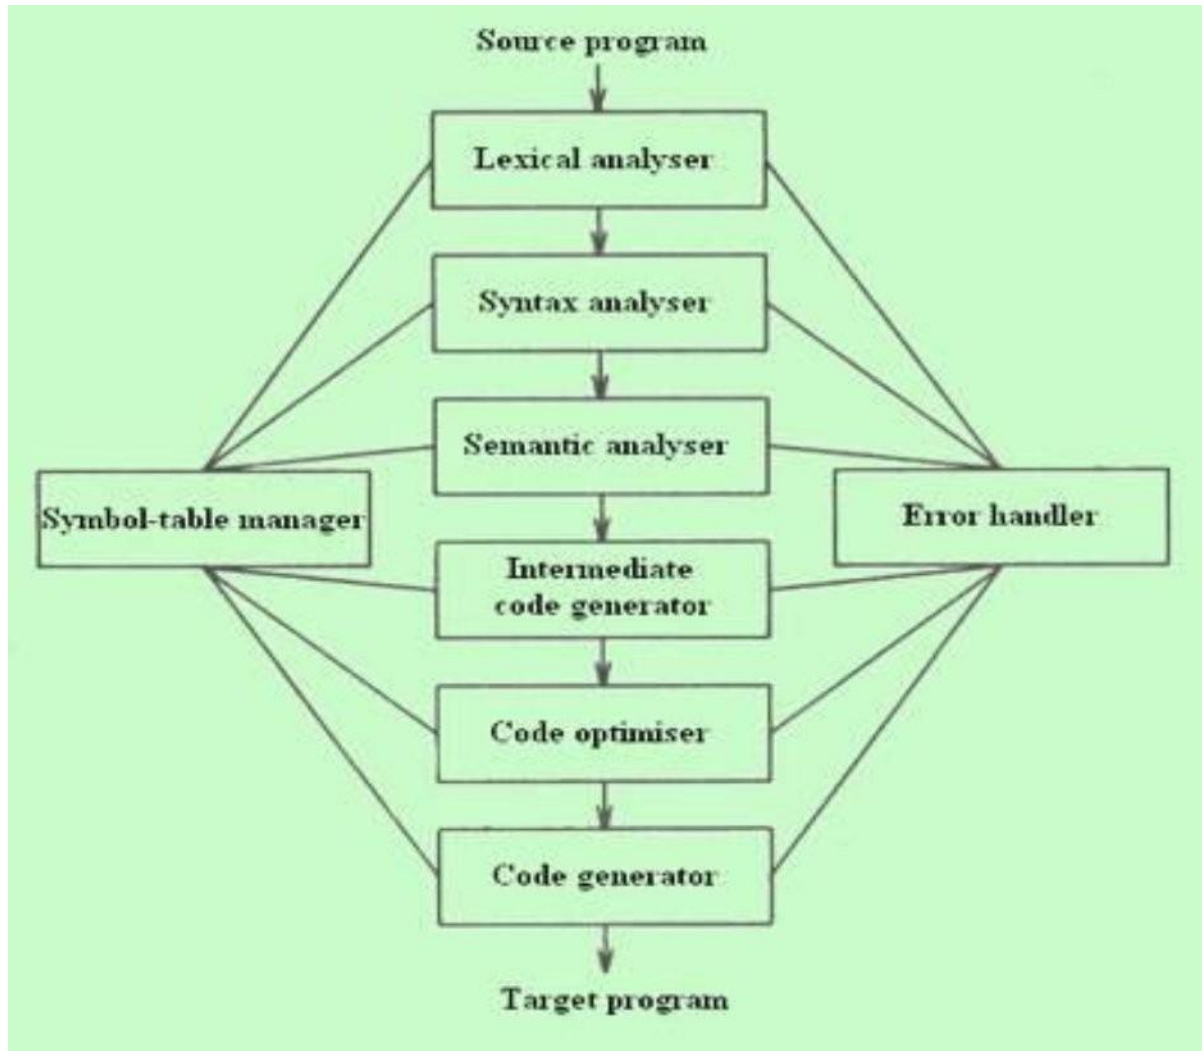 Source program
Lexical analyser
Syntax analyser
Semantic analyser
Symbol-table manager
Error handler
Intermediate
code generator
Code optimiser
Code generator
Target program